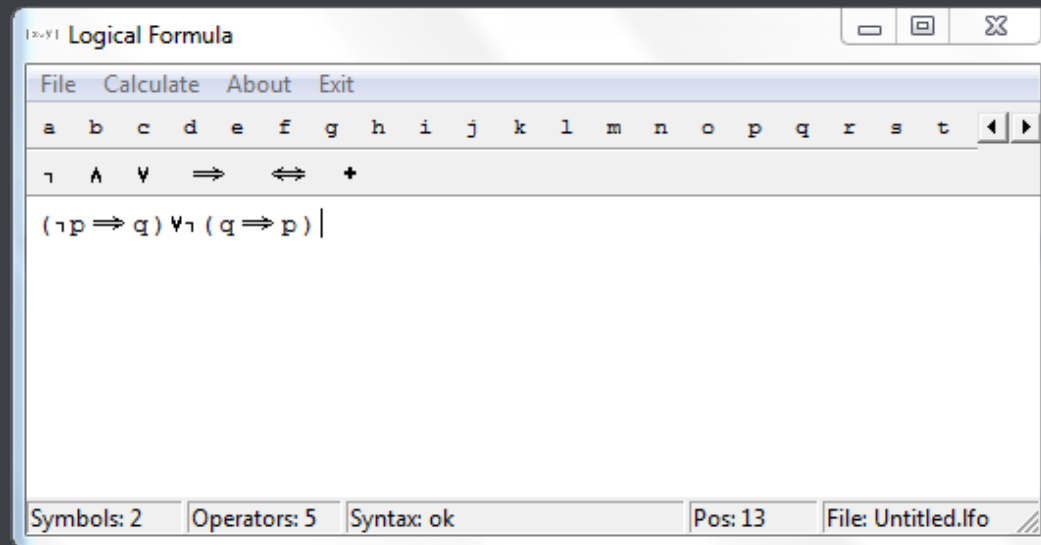 |x∨y| Logical Formula
File Calculate About Exit
a b c d e f g h i j k l m n o p q r s t
¬ ∧ ∨ ⇒ ⇔ +
(¬p⇒q)∨¬(q⇒p)
Symbols: 2 Operators: 5 Syntax: ok Pos: 13 File: Untitled.lfo